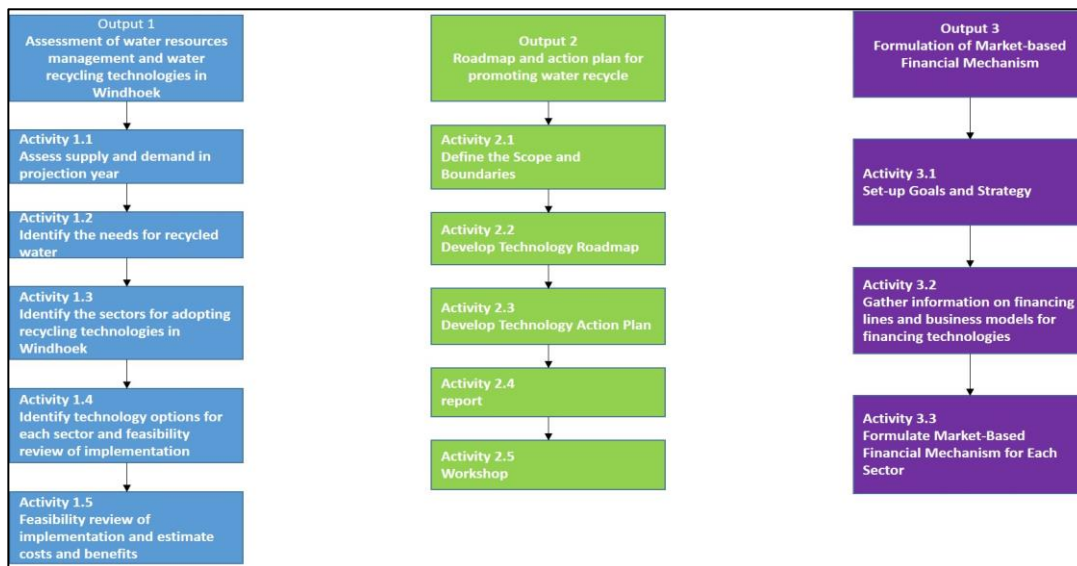 Output 1
Assessment of water resources
management and water
recycling technologies in
Windhoek
Activity 1.1
Assess supply and demand in
projection year
Activity 1.2
Identify the needs for recycled
water
Activity 1.3
Identify the sectors for adopting
recycling technologies in
Windhoek
Activity 1.4
Identify technology options for
each sector and feasibility
review of implementation
Activity 1.5
Feasibility review of
implementation and estimate
costs and benefits
Output 2
Roadmap and action plan for
promoting water recycle
Activity 2.1
Define the Scope and
Boundaries
Activity 2.2
Develop Technology Roadmap
Activity 2.3
Develop Technology Action Plan
Activity 2.4
report
Activity 2.5
Workshop
Output 3
Formulation of Market-based
Financial Mechanism
Activity 3.1
Set-up Goals and Strategy
Activity 3.2
Gather information on financing
lines and business models for
financing technologies
Activity 3.3
Formulate Market-Based
Financial Mechanism for Each
Sector